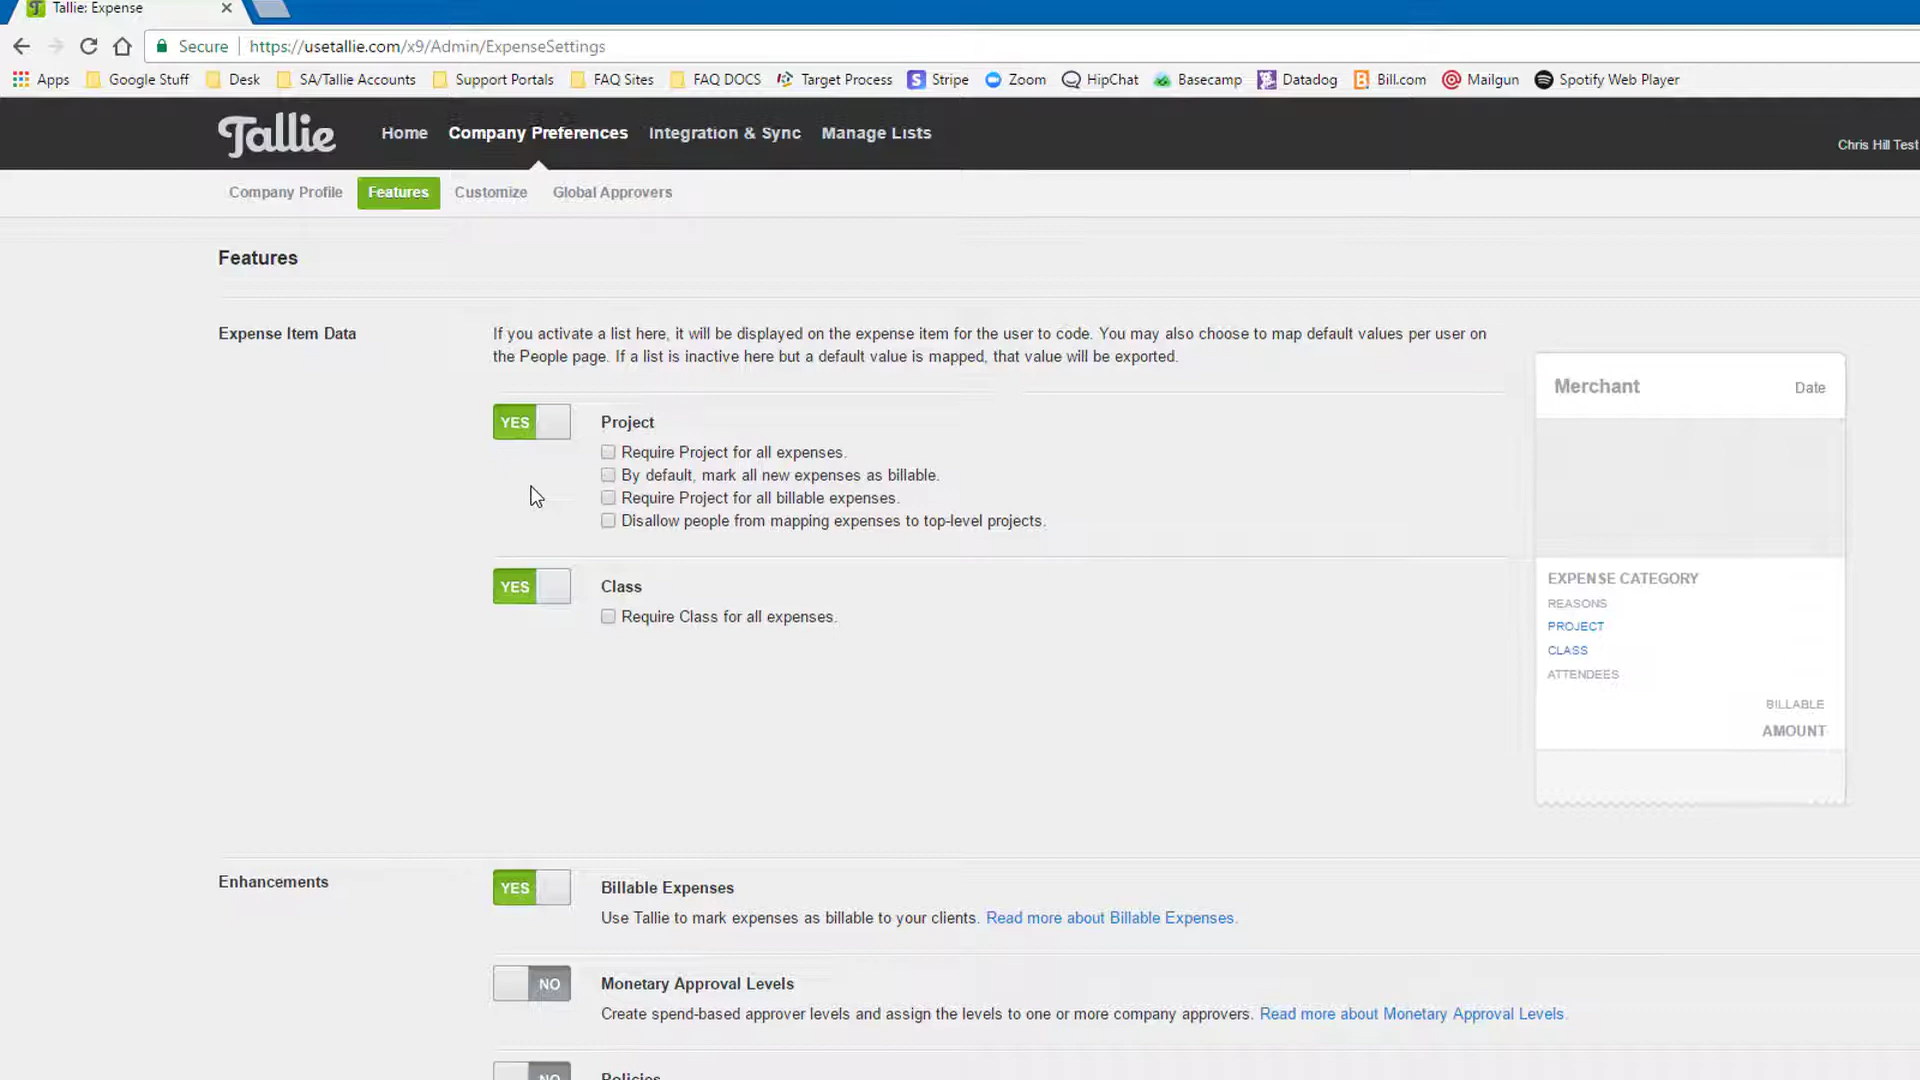 Tallie: Expense
Secure https://usetallie.com/x9/Admin/ExpenseSettings
Apps Google Stuff Desk SA/Tallie Accounts Support Portals FAQ Sites FAQ DOCS Target Process Stripe Zoom HipChat Basecamp Datadog Bill.com Mailgun Spotify Web Player
Tallie Home Company Preferences Integration & Sync Manage Lists
Chris Hill Test
Company Profile Features Customize Global Approvers
Features
Expense Item Data
If you activate a list here, it will be displayed on the expense item for the user to code. You may also choose to map default values per user on
the People page. If a list is inactive here but a default value is mapped, that value will be exported.
YES Project
Require Project for all expenses.
By default, mark all new expenses as billable.
Require Project for all billable expenses.
Disallow people from mapping expenses to top-level projects.
YES Class
Require Class for all expenses.
Merchant Date
EXPENSE CATEGORY
REASONS
PROJECT
CLASS
ATTENDEES
BILLABLE
AMOUNT
Enhancements
YES Billable Expenses
Use Tallie to mark expenses as billable to your clients. Read more about Billable Expenses.
NO Monetary Approval Levels
Create spend-based approver levels and assign the levels to one or more company approvers. Read more about Monetary Approval Levels.
NO Policies